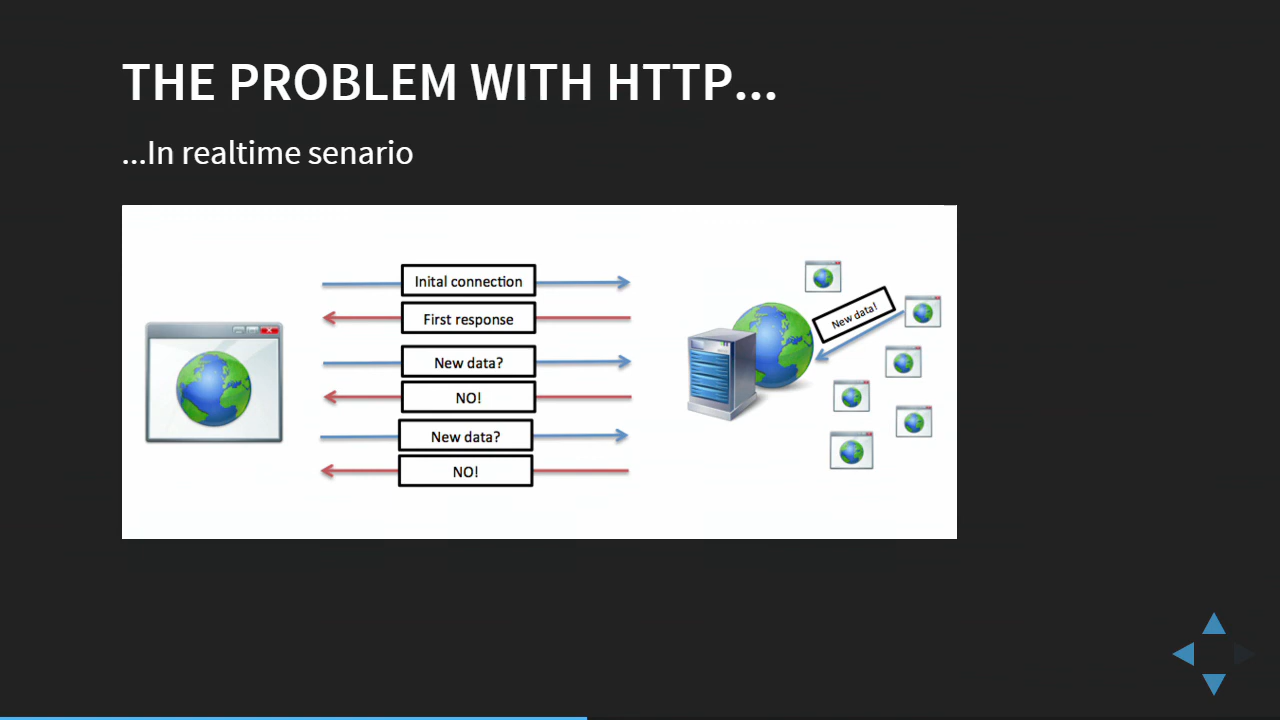 THE PROBLEM WITH HTTP...
...In realtime senario
Inital connection
First response
New data?
NO!
New data?
NO!
New data!